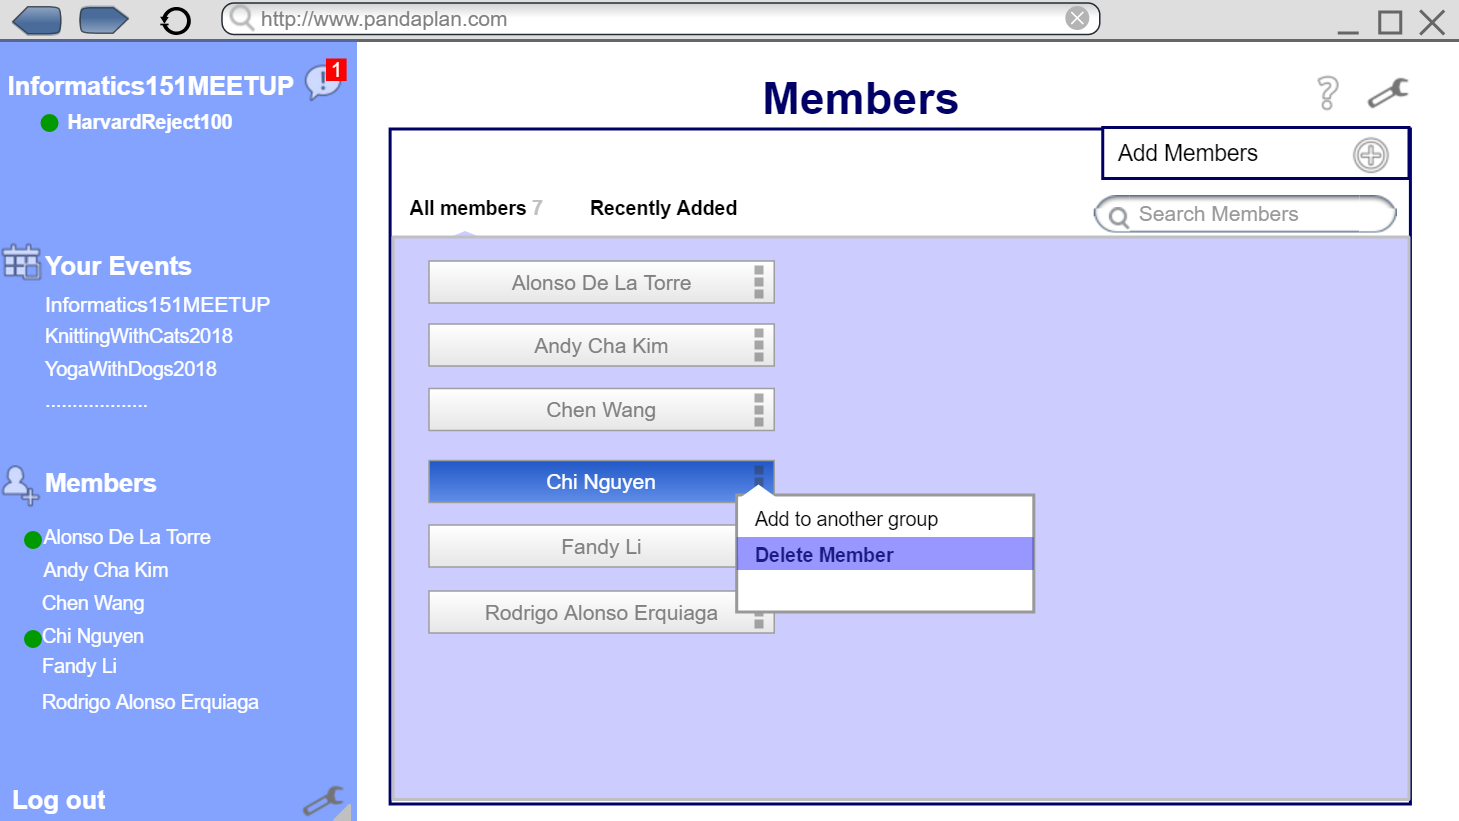 http://www.pandaplan.com
Informatics151MEETUP
1
HarvardReject100
Your Events
Informatics151MEETUP
KnittingWithCats2018
YogaWithDogs2018
...................
Members
Alonso De La Torre
Andy Cha Kim
Chen Wang
Chi Nguyen
Fandy Li
Rodrigo Alonso Erquiaga
Log out
Members
?
Add Members
All members 7
Recently Added
Search Members
Alonso De La Torre
Andy Cha Kim
Chen Wang
Chi Nguyen
Add to another group
Delete Member
Fandy Li
Rodrigo Alonso Erquiaga